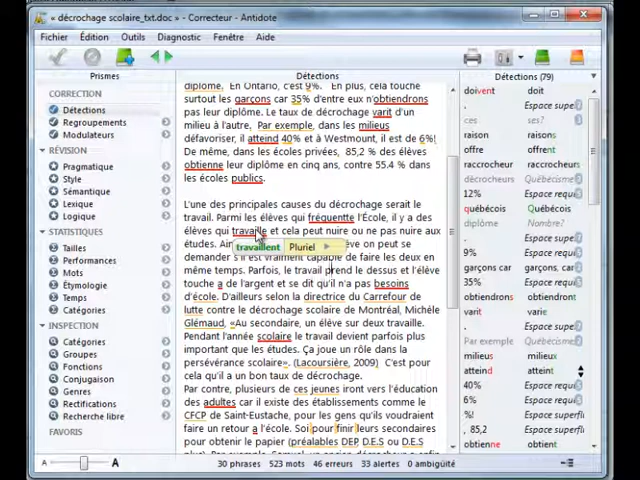 « décrochage scolaire_txt.doc » - Correcteur - Antidote
Fichier Édition Outils Diagnostic Fenêtre Aide
Prismes
CORRECTION
Détections
Regroupements
Modulateurs
RÉVISION
Pragmatique
Style
Sémantique
Lexique
Logique
STATISTIQUES
Tailles
Performances
Mots
Étymologie
Temps
Catégories
INSPECTION
Catégories
Groupes
Fonctions
Conjugaison
Genres
Rectifications
Recherche libre
FAVORIS
Détections
diplôme. En Ontario, c'est 9%. En plus, cela touche
surtout les garçons car 35% d'entre eux n'obtiendrons
pas leur diplôme. Le taux de décrochage varit d'un
milieu à l'autre, Par exemple, dans les milieus
défavoriser, il atteind 40% et à Westmount, il est de 6%!
De même, dans les écoles privées, 85,2 % des élèves
obtienne leur diplôme en cinq ans, contre 55.4 % dans
les écoles publics.
L'une des principales causes du décrochage serait le
travail. Parmi les élèves qui fréquentte l'École, il y a des
élèves qui travaille et cela peut nuire ou ne pas nuire aux
études. Ain
travaillent Pluriel
ève on peut se
demander s'il est vraiment capable de faire les deux en
même temps. Parfois, le travail prend le dessus et l'élève
touche a de l'argent et se dit qu'il n'a pas besoins
d'école. D'ailleurs selon la directrice du Carrefour de
lutte contre le décrochage scolaire de Montréal, Michèle
Glémaud, «Au secondaire, un élève sur deux travaille.
Pendant l'année scolaire le travail devient parfois plus
important que les études. Ça joue un rôle dans la
persévérance scolaire». (Lacoursière, 2009) C'est pour
cela qu'il a un bon taux de décrochage.
Par contre, plusieurs de ces jeunes iront vers l'éducation
des adultes car il existe des établissements comme le
CFCP de Saint-Eustache, pour les gens qu'ils voudraient
faire un retour a l'école. Soi pour finir leurs secondaires
pour obtenir le papier (préalables DEP, D.E.S ou D.E.S
Détections (79)
doivent doit
, Espace supe
ces ses?
raison raisons
offre offrent
raccrocheur raccrocheurs
décrocheurs Québécisme
12% Espace requi
québécois Québécois
. Espace super
9% Espace requi
garçons car garçons, car
35% Espace requi
obtiendrons obtiendront
varit varie
, Espace supe
Par exemple Québécisme
milieus milieux
atteind atteint
40% Espace requi
6% Espace requi
%! Espace superfl
, 85,2 Espace superfl
obtienne obtiennent
A A
30 phrases 523 mots 46 erreurs 33 alertes 0 ambiguïté